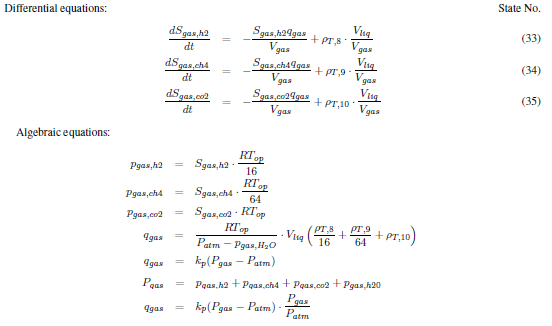 Differential equations: State No.
dS_{gas,h2}/dt = −S_{gas,h2}q_{gas}/V_{gas} + ρ_{T,8} · V_{liq}/V_{gas} (33)
dS_{gas,ch4}/dt = −S_{gas,ch4}q_{gas}/V_{gas} + ρ_{T,9} · V_{liq}/V_{gas} (34)
dS_{gas,co2}/dt = −S_{gas,co2}q_{gas}/V_{gas} + ρ_{T,10} · V_{liq}/V_{gas} (35)
Algebraic equations:
p_{gas,h2} = S_{gas,h2} · RT_{op}/16
p_{gas,ch4} = S_{gas,ch4} · RT_{op}/64
p_{gas,co2} = S_{gas,co2} · RT_{op}
q_{gas} = RT_{op}/(P_{atm} − p_{gas,H_2O}) · V_{liq} (ρ_{T,8}/16 + ρ_{T,9}/64 + ρ_{T,10})
q_{gas} = k_p(P_{gas} − P_{atm})
P_{gas} = p_{gas,h2} + p_{gas,ch4} + p_{gas,co2} + p_{gas,h20}
q_{gas} = k_p(P_{gas} − P_{atm}) · P_{gas}/P_{atm}